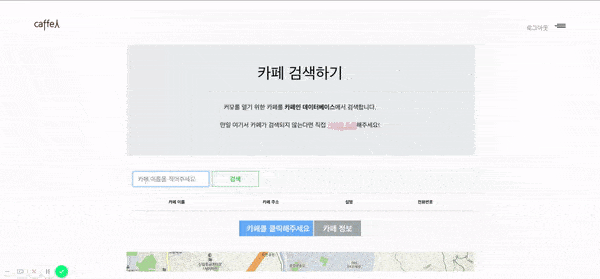 caffe人
로그아웃
카페 검색하기
커모를 열기 위한 카페를 카페인 데이터베이스에서 검색합니다.
만일 여기서 카페가 검색되지 않는다면 직접 해주세요!
카페 이름을 적어주세요
검색
카페 이름 카페 주소 설명 전화번호
카페를 클릭해주세요 카페 정보